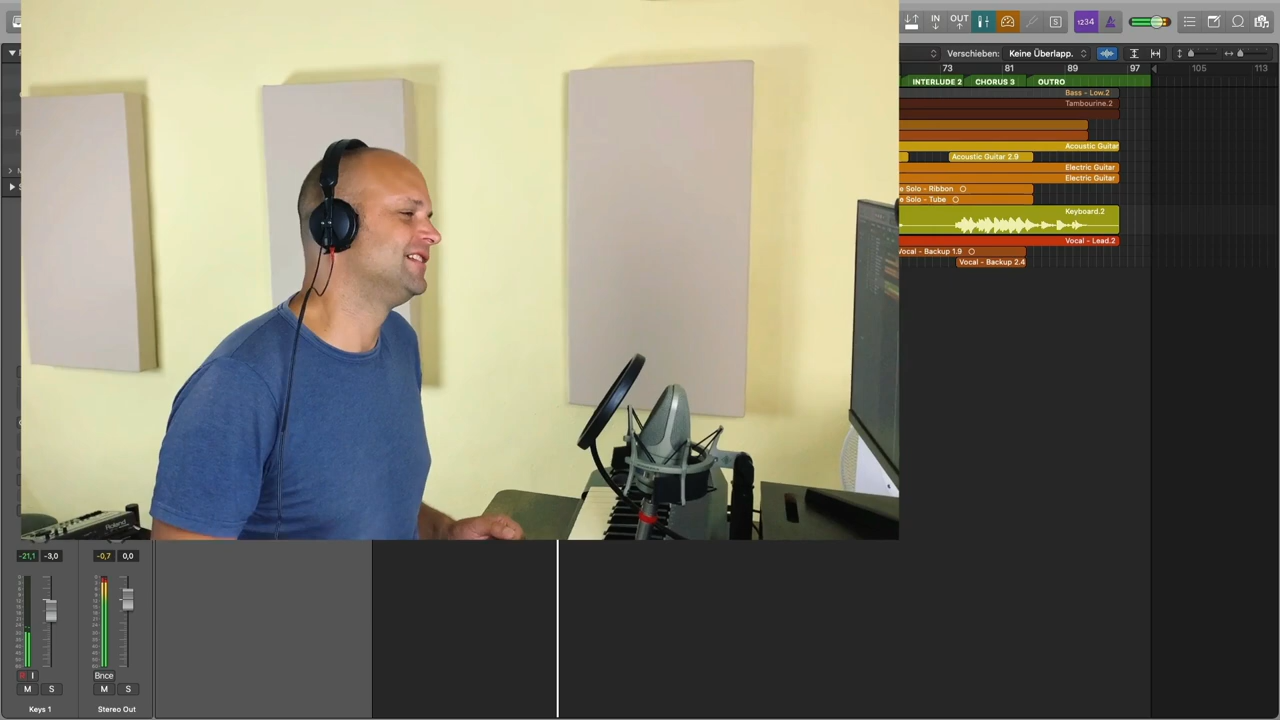 IN
OUT
1234
Verschieben:
Keine Überlapp.
73
81
89
97
105
113
INTERLUDE 2
CHORUS 3
OUTRO
Bass - Low.2
Tambourine.2
Acoustic Guitar
Acoustic Guitar 2.9
Electric Guitar
Electric Guitar
e Solo - Ribbon
e Solo - Tube
Keyboard.2
Vocal - Lead.2
Vocal - Backup 1.9
Vocal - Backup 2.4
Roland
-21,1
-3,0
-0,7
0,0
I
Bnce
M
S
M
S
Keys 1
Stereo Out